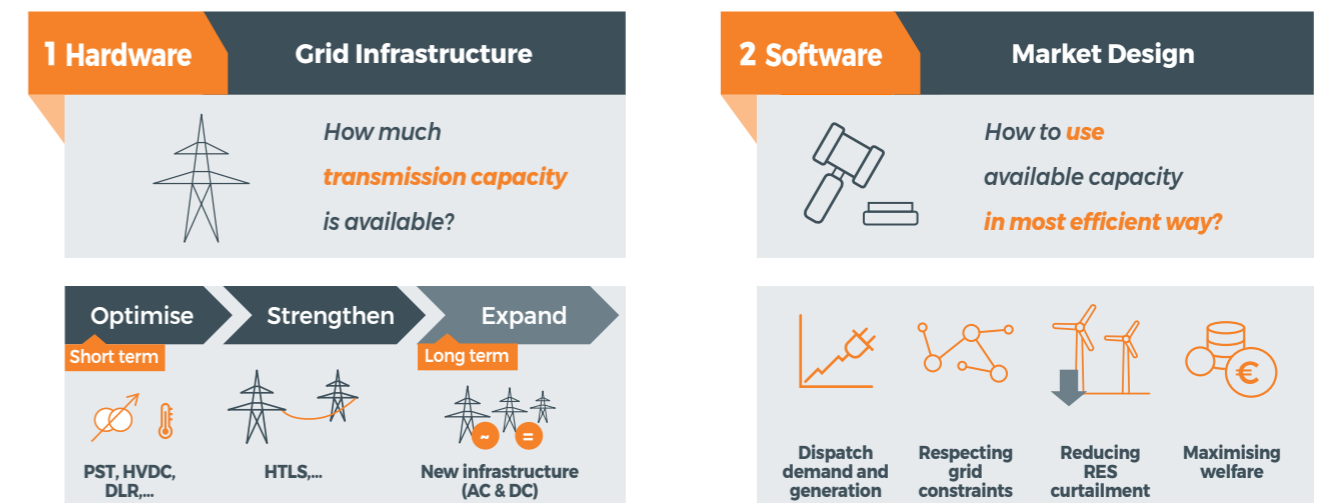 1 Hardware
Grid Infrastructure
How much
transmission capacity
is available?
Optimise
Strengthen
Expand
Short term
Long term
~
=
PST, HVDC,
DLR,...
HTLS,...
New infrastructure
(AC & DC)
2 Software
Market Design
How to use
available capacity
in most efficient way?
€
Dispatch
demand and
generation
Respecting
grid
constraints
Reducing
RES
curtailment
Maximising
welfare